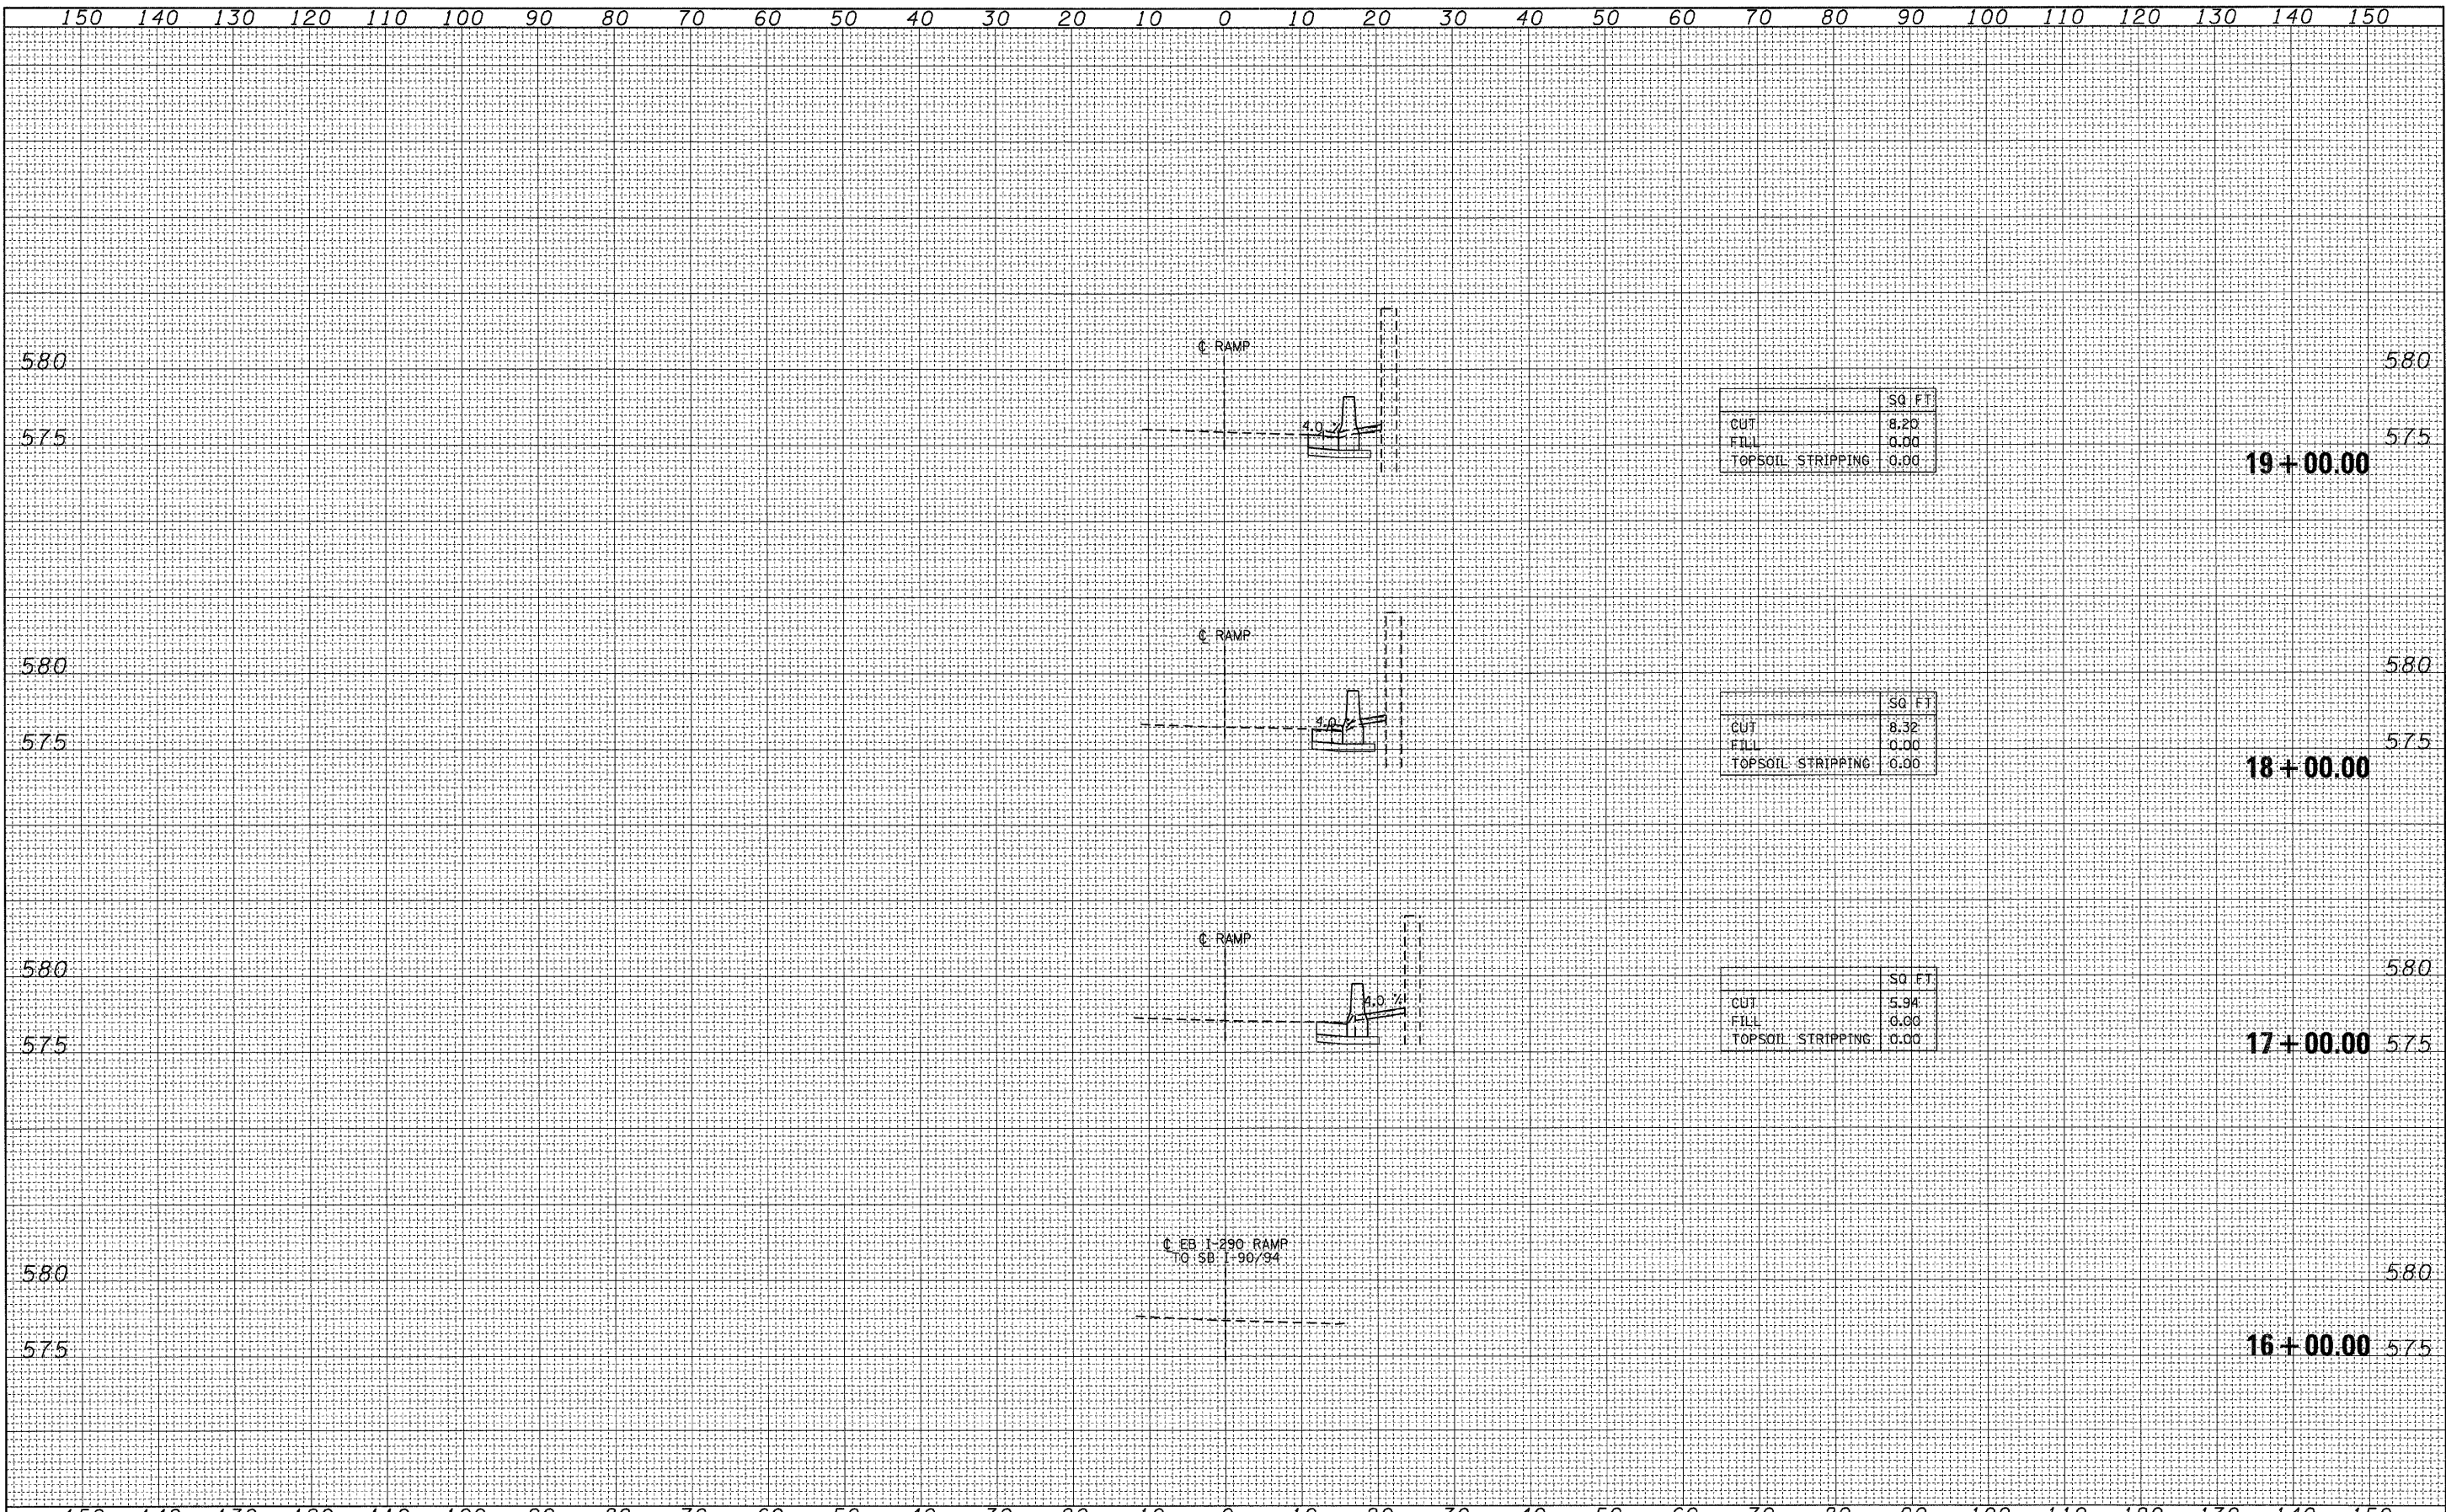 150 140 130 120 110 100 90 80 70 60 50 40 30 20 10 0 10 20 30 40 50 60 70 80 90 100 110 120 130 140 150
℄ RAMP
580 580
SQ FT
4.0 %
CUT 8.20
575 575
FILL 0.00
TOPSOIL STRIPPING 0.00
19+00.00
℄ RAMP
580 580
SQ FT
4.0 %
CUT 8.32
575 575
FILL 0.00
TOPSOIL STRIPPING 0.00
18+00.00
℄ RAMP
580 580
SQ FT
4.0 %
CUT 5.94
FILL 0.00
TOPSOIL STRIPPING 0.00
575 17+00.00 575
℄ EB I-290 RAMP
TO SB I-90/94
580 580
575 16+00.00 575